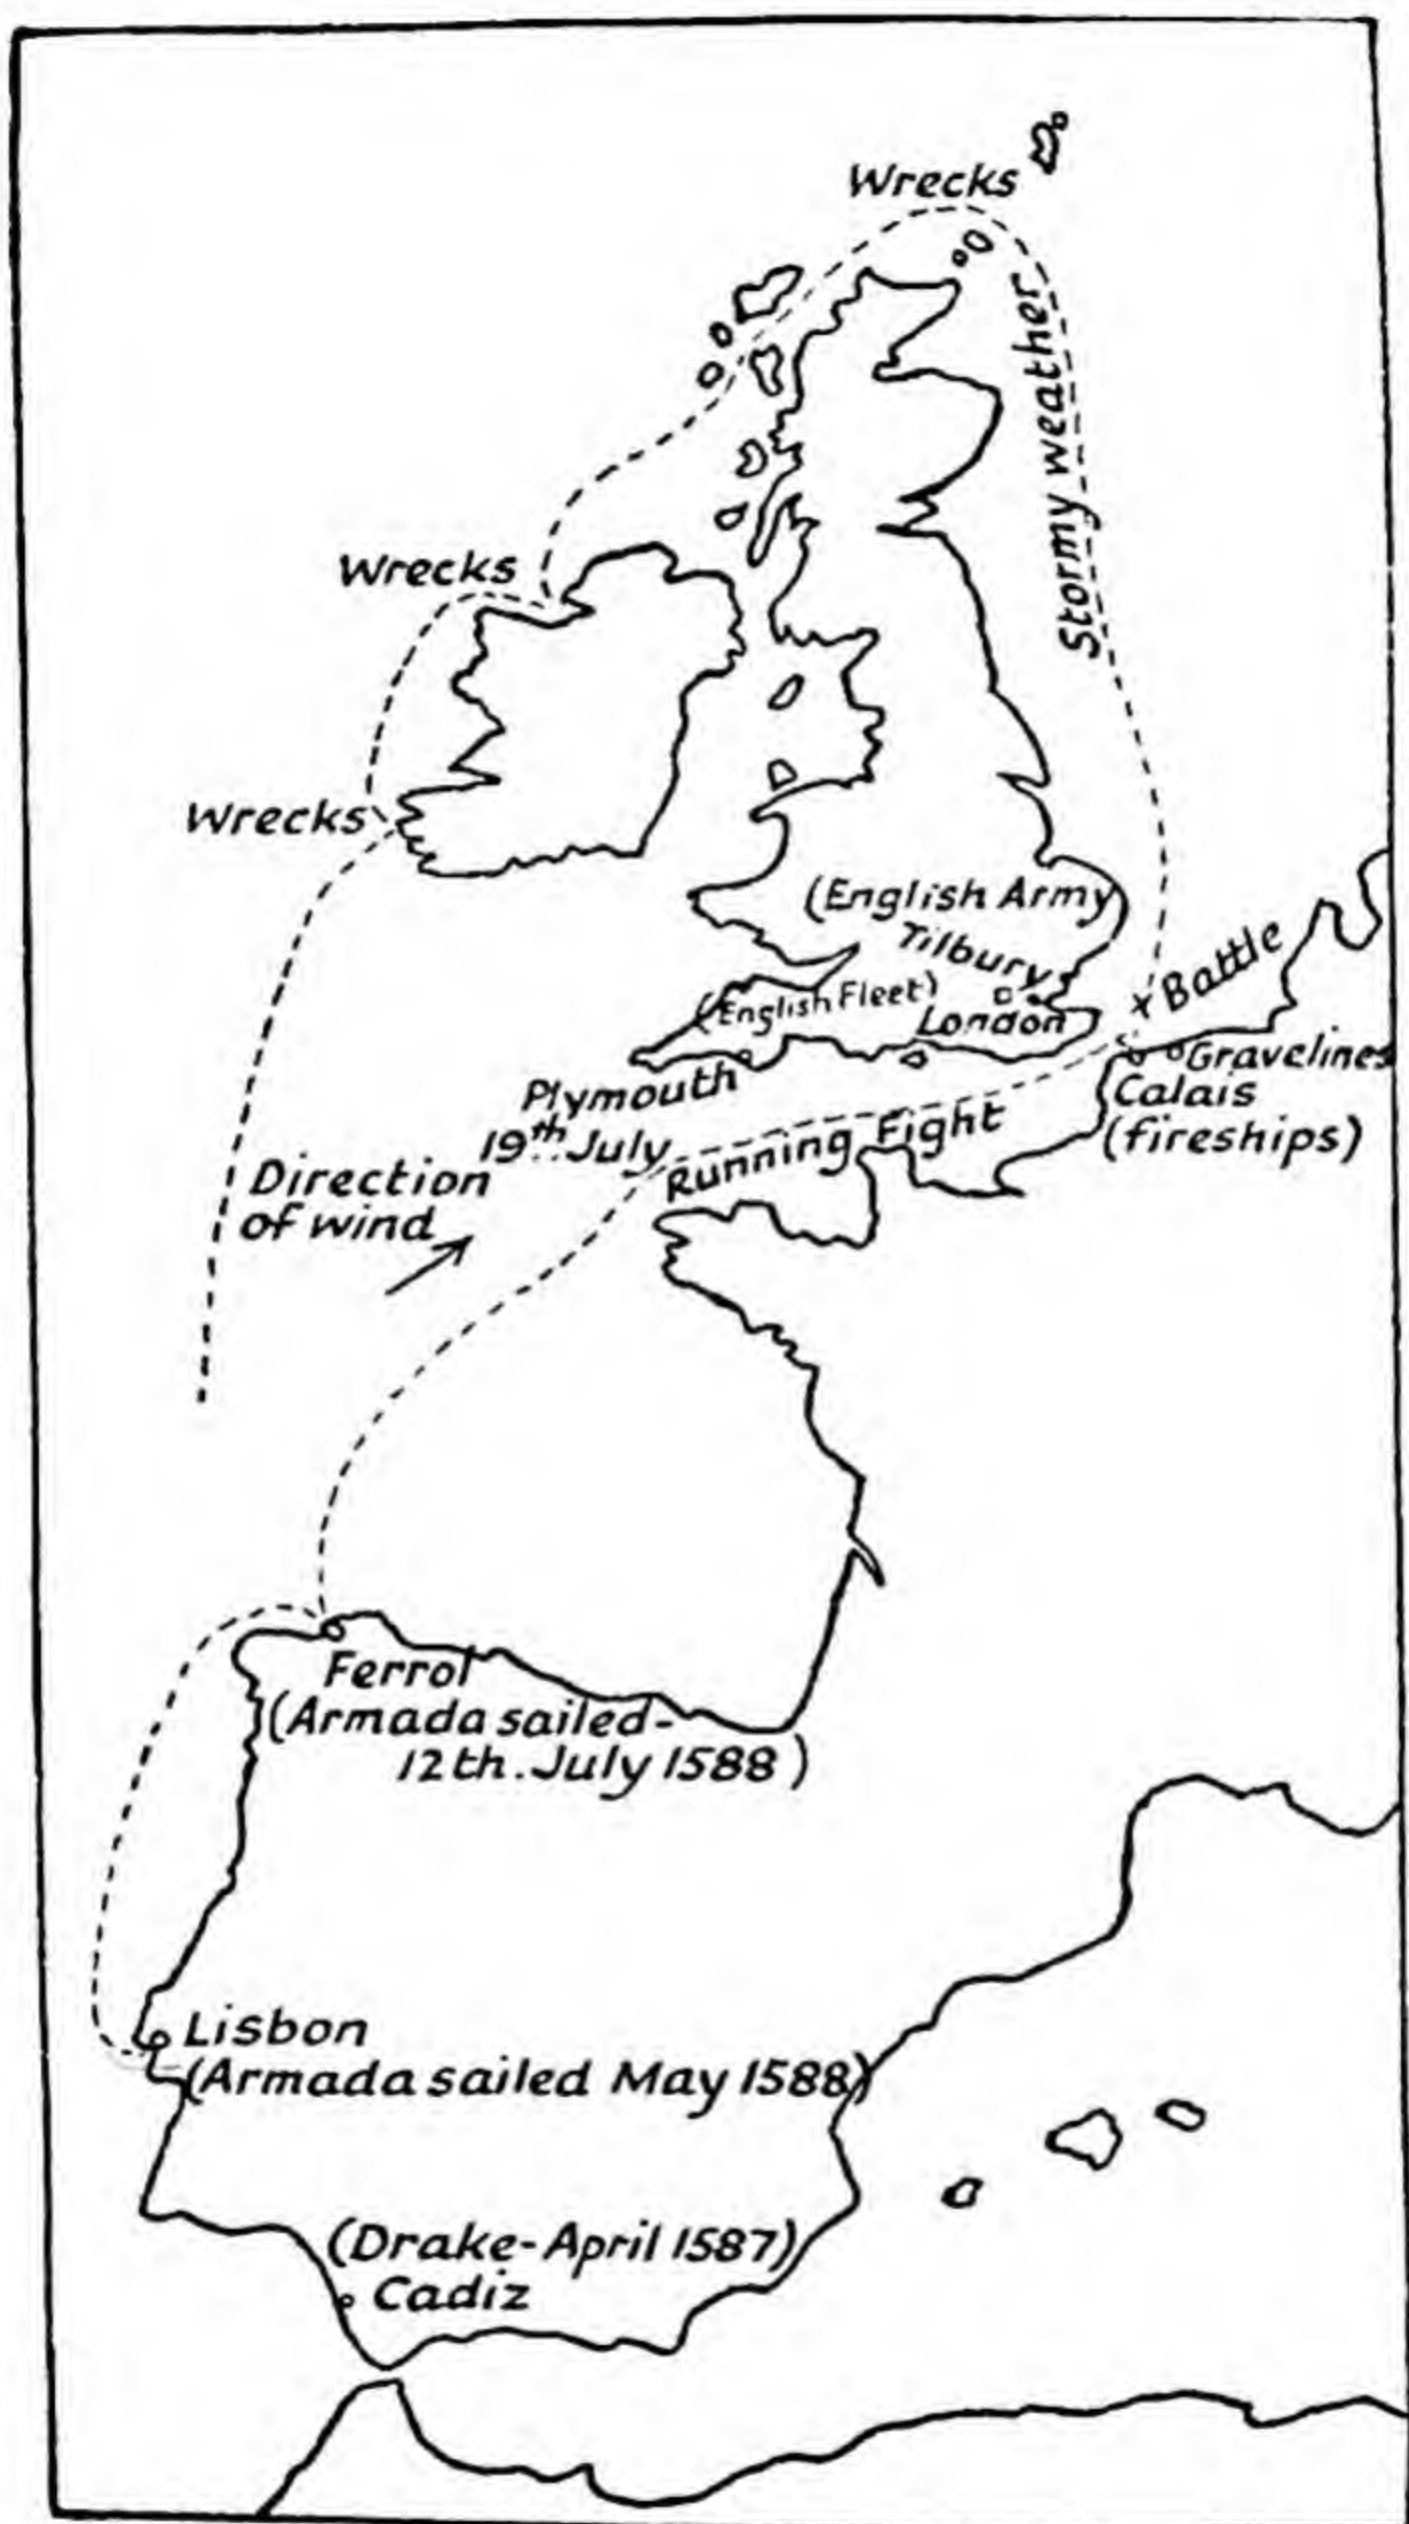 Wrecks
Stormy weather
Wrecks
Wrecks
(English Army)
Tilbury
Battle
(English Fleet)
London
Gravelines
Plymouth
Calais
(fireships)
19th. July
Running Fight
Direction
of wind
Ferrol
(Armada sailed-
12th. July 1588)
Lisbon
(Armada sailed May 1588)
(Drake-April 1587)
Cadiz